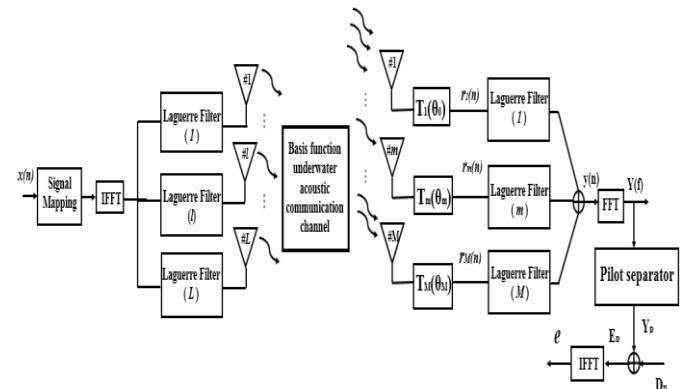 x(n)
Signal
Mapping
IFFT
Laguerre Filter
(1)
Laguerre Filter
(l)
Laguerre Filter
(L)
#1
#l
#L
Basis function
underwater
acoustic
communication
channel
#1
#m
#M
T1(θ0)
Tm(θm)
TM(θM)
r1(n)
rm(n)
rM(n)
Laguerre Filter
(1)
Laguerre Filter
(m)
Laguerre Filter
(M)
y(n)
FFT
Y(f)
Pilot separator
YP
DP
EP
IFFT
e